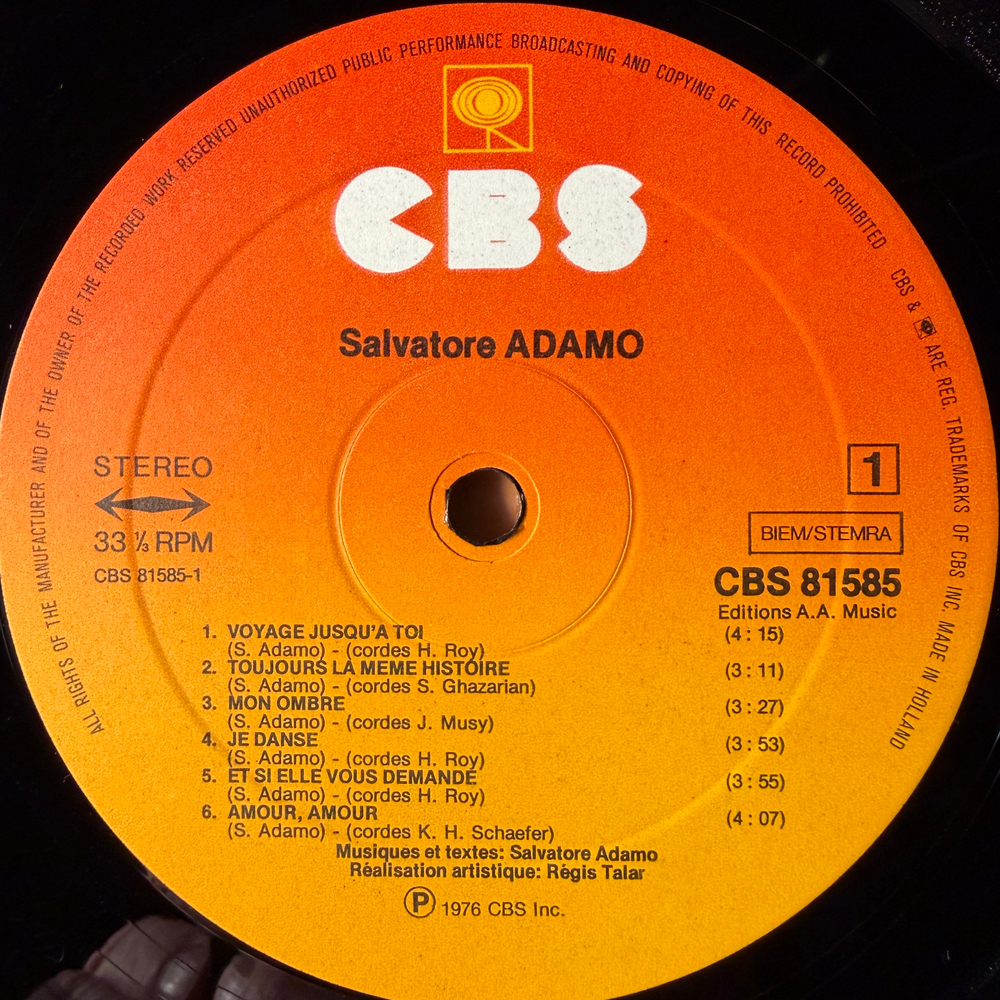 ALL RIGHTS OF THE MANUFACTURER AND OF THE OWNER OF THE RECORDED WORK RESERVED UNAUTHORIZED PUBLIC PERFORMANCE BROADCASTING AND COPYING OF THIS RECORD PROHIBITED CBS & ARE REG. TRADEMARKS OF CBS INC. MADE IN HOLLAND
CBS
Salvatore ADAMO
STEREO
33 ⅓ RPM
CBS 81585-1
1
BIEM/STEMRA
CBS 81585
Editions A.A. Music
1. VOYAGE JUSQU'A TOI (4 : 15)
(S. Adamo) - (cordes H. Roy)
2. TOUJOURS LA MEME HISTOIRE (3 : 11)
(S. Adamo) - (cordes S. Ghazarian)
3. MON OMBRE (3 : 27)
(S. Adamo) - (cordes J. Musy)
4. JE DANSE (3 : 53)
(S. Adamo) - (cordes H. Roy)
5. ET SI ELLE VOUS DEMANDE (3 : 55)
(S. Adamo) - (cordes H. Roy)
6. AMOUR, AMOUR (4 : 07)
(S. Adamo) - (cordes K. H. Schaefer)
Musiques et textes: Salvatore Adamo
Réalisation artistique: Régis Talar
Ⓟ 1976 CBS Inc.